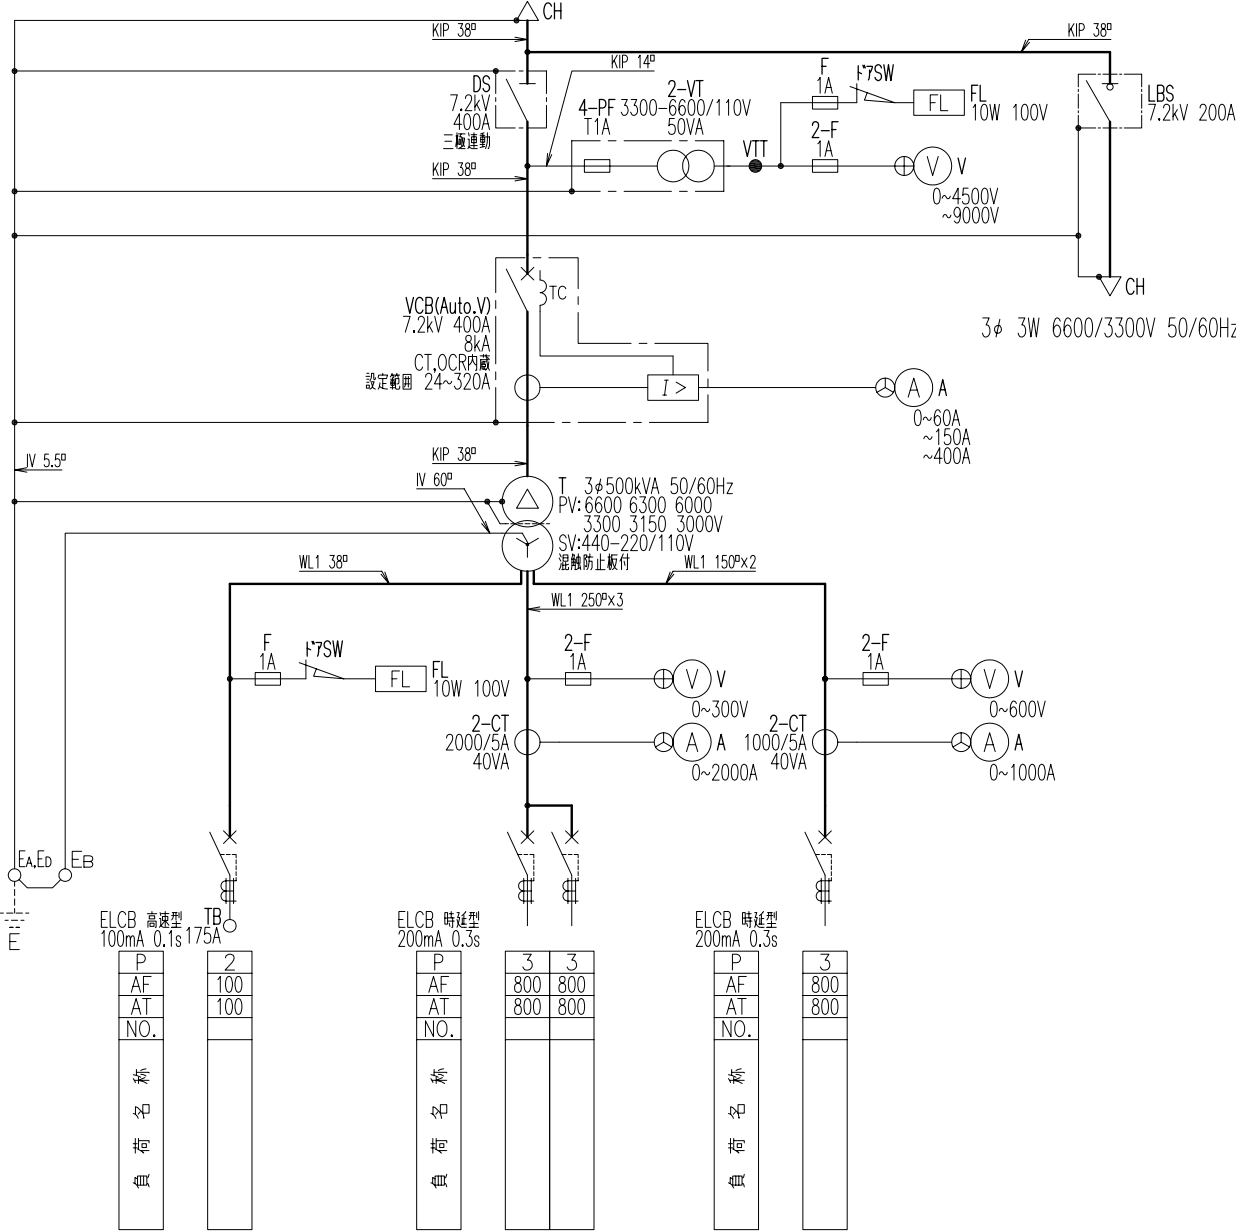 CH
KIP 38°
KIP 38°
DS
7.2kV
400A
三極連動
KIP 14°
2-VT
4-PF 3300-6600/110V
T1A 50VA
VTT
F
1A
ドアSW
FL
FL
10W 100V
2-F
1A
V V
0~4500V
~9000V
LBS
7.2kV 200A
KIP 38°
CH
3φ 3W 6600/3300V 50/60Hz
VCB(Auto.V)
7.2kV 400A
8kA
CT,OCR内蔵
設定範囲 24~320A
TC
I >
A A
0~60A
~150A
~400A
IV 5.5°
KIP 38°
IV 60°
T 3φ500kVA 50/60Hz
PV:6600 6300 6000
3300 3150 3000V
SV:440-220/110V
混触防止板付
WL1 38°
WL1 250°×3
WL1 150°×2
F
1A
ドアSW
FL
FL
10W 100V
2-F
1A
V V
0~300V
2-CT
2000/5A
40VA
A A
0~2000A
2-F
1A
V V
0~600V
2-CT
1000/5A
40VA
A A
0~1000A
EA,ED
EB
E
ELCB 高速型
100mA 0.1s
TB
175A
P 2
AF 100
AT 100
NO.
負荷名称
ELCB 時延型
200mA 0.3s
P 3 3
AF 800 800
AT 800 800
NO.
負荷名称
ELCB 時延型
200mA 0.3s
P 3
AF 800
AT 800
NO.
負荷名称